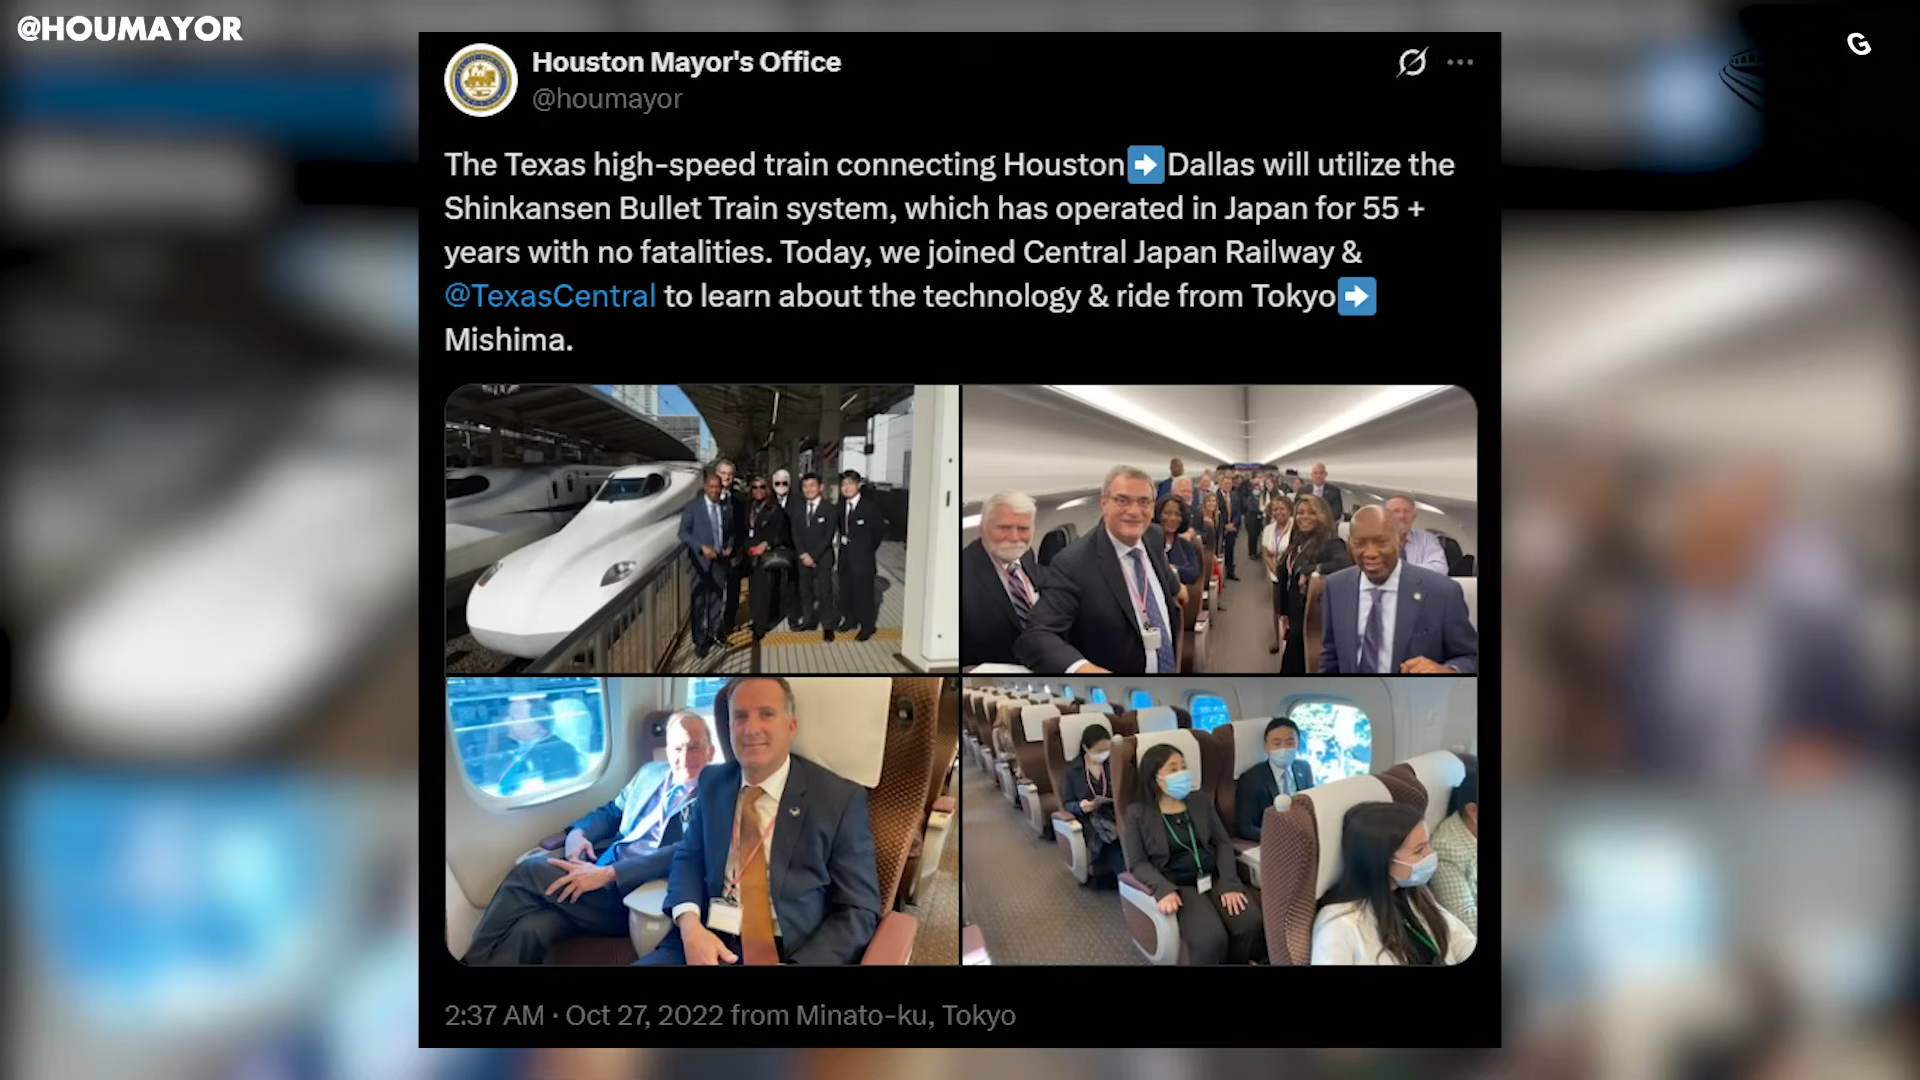 @HOUMAYOR
G
Houston Mayor's Office
@houmayor
The Texas high-speed train connecting Houston➡️Dallas will utilize the
Shinkansen Bullet Train system, which has operated in Japan for 55 +
years with no fatalities. Today, we joined Central Japan Railway &
@TexasCentral to learn about the technology & ride from Tokyo➡️
Mishima.
2:37 AM · Oct 27, 2022 from Minato-ku, Tokyo